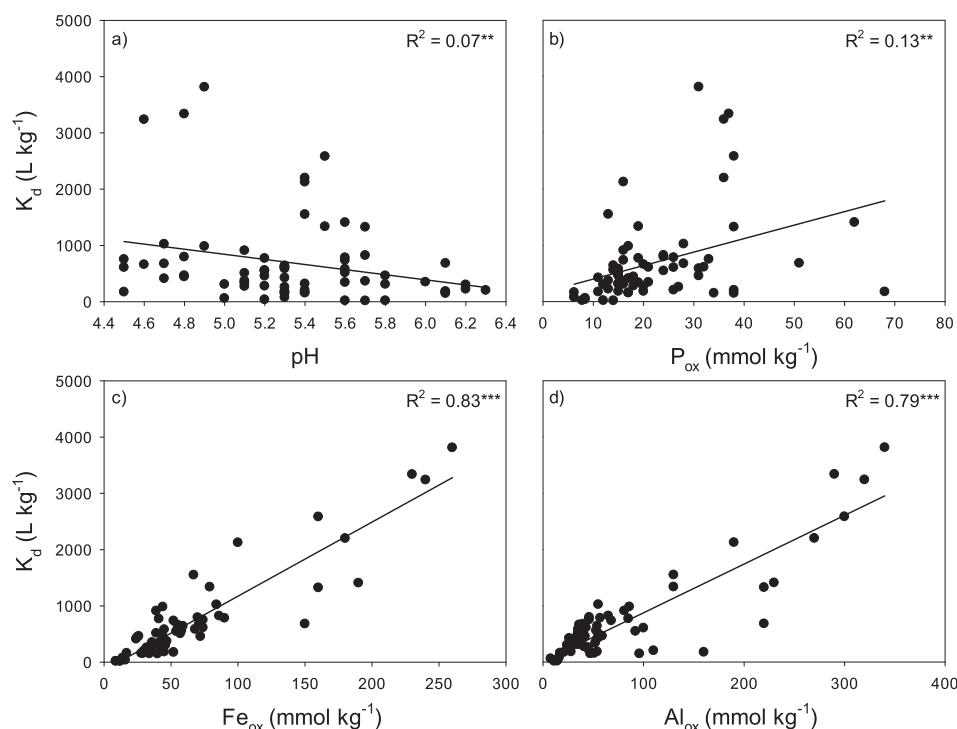 a) R² = 0.07**
b) R² = 0.13**
5000
4000
3000
2000
1000
0
K_d (L kg⁻¹)
4.4 4.6 4.8 5.0 5.2 5.4 5.6 5.8 6.0 6.2 6.4
pH
0 10 20 30 40 50 60 70 80
P_ox (mmol kg⁻¹)
c) R² = 0.83***
d) R² = 0.79***
5000
4000
3000
2000
1000
0
K_d (L kg⁻¹)
0 50 100 150 200 250 300
Fe_ox (mmol kg⁻¹)
0 100 200 300 400
Al_ox (mmol kg⁻¹)